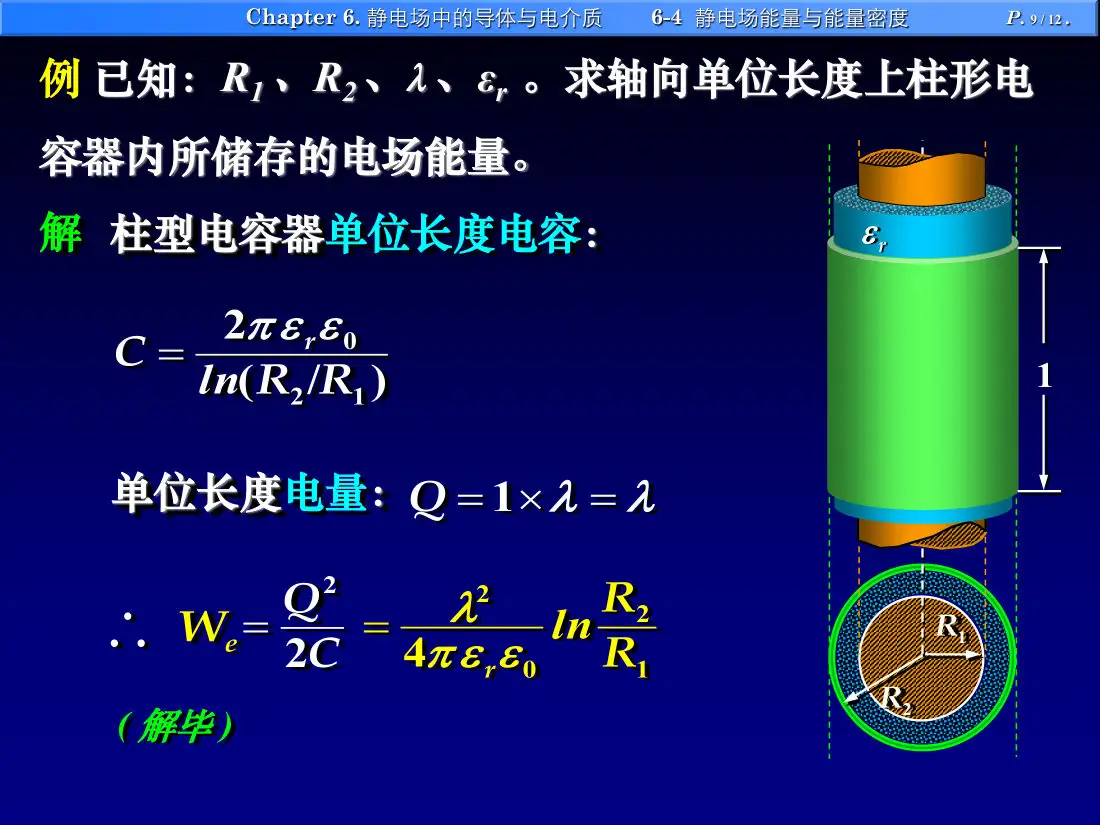 Chapter 6. 静电场中的导体与电介质 6-4 静电场能量与能量密度 P. 9 / 12 .
例 已知：R1 、R2 、λ 、εr 。求轴向单位长度上柱形电
容器内所储存的电场能量。
解 柱型电容器单位长度电容：
C = 2πεrε0 / ln(R2/R1)
单位长度电量： Q = 1×λ = λ
∴ We = Q² / 2C = λ² / 4πεrε0 ln R2 / R1
（解毕）
εr
1
R1
R2